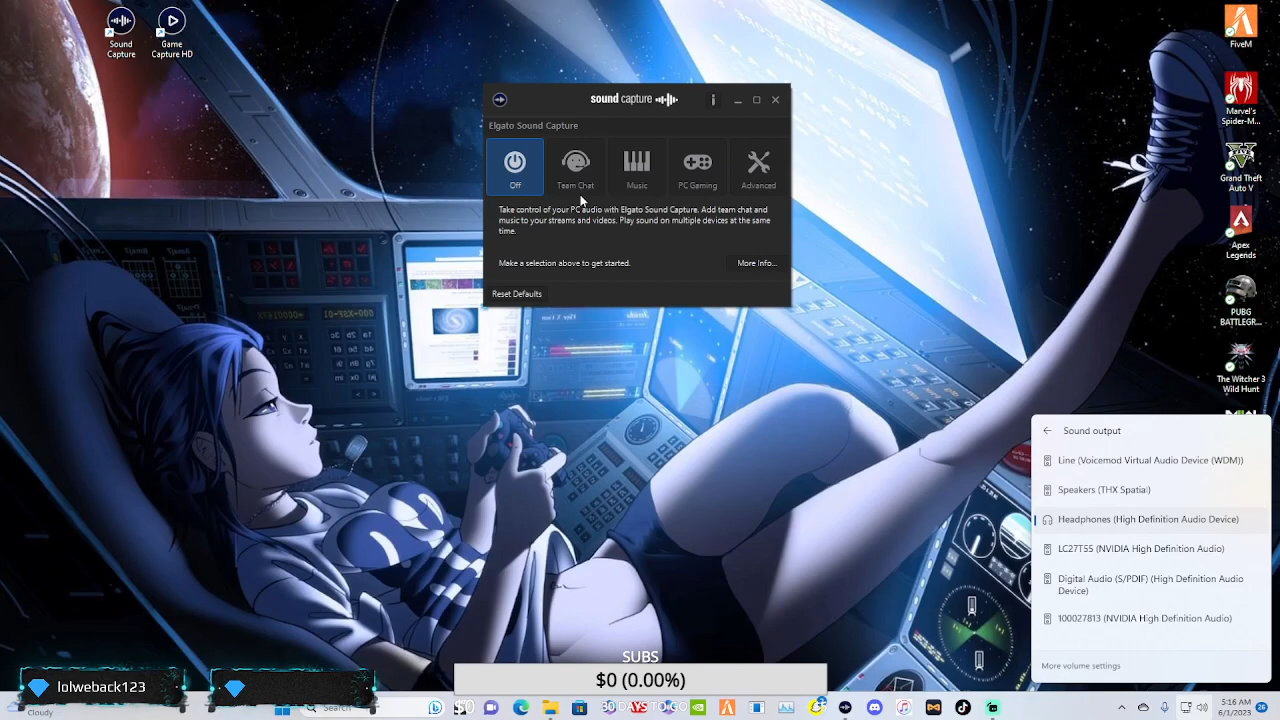 Sound
Capture
Game
Capture HD
FiveM
Marvel's
Spider-M...
Grand Theft
Auto V
Apex
Legends
PUBG
BATTLEGR...
The Witcher 3
Wild Hunt
sound capture
Elgato Sound Capture
Off
Team Chat
Music
PC Gaming
Advanced
Take control of your PC audio with Elgato Sound Capture. Add team chat and
music to your streams and videos. Play sound on multiple devices at the same
time.
Make a selection above to get started.
More Info...
Reset Defaults
Sound output
Line (Voicemod Virtual Audio Device (WDM))
Speakers (THX Spatial)
Headphones (High Definition Audio Device)
LC27T55 (NVIDIA High Definition Audio)
Digital Audio (S/PDIF) (High Definition Audio
Device)
100027813 (NVIDIA High Definition Audio)
More volume settings
lolweback123
SUBS
$0 (0.00%)
Cloudy
Search
$0
30 DAYS TO GO
5:16 AM
6/1/2023
26